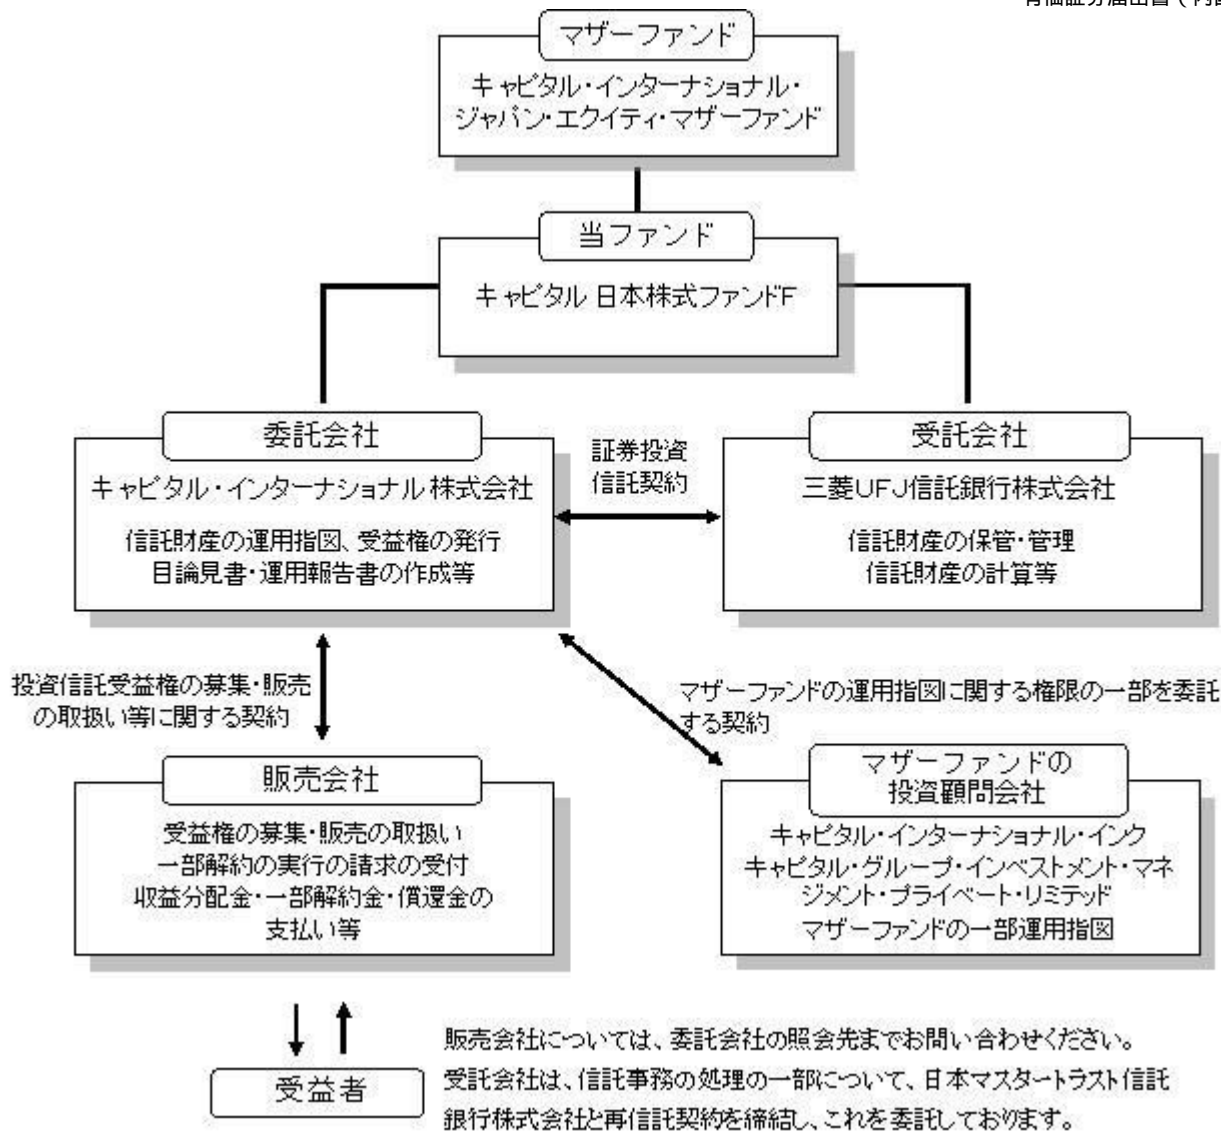 マザーファンド
キャピタル・インターナショナル・
ジャパン・エクイティ・マザーファンド
当ファンド
キャピタル 日本株式ファンドF
委託会社
キャピタル・インターナショナル 株式会社
信託財産の運用指図、受益権の発行
目論見書・運用報告書の作成等
証券投資
信託契約
受託会社
三菱UFJ信託銀行株式会社
信託財産の保管・管理
信託財産の計算等
投資信託受益権の募集・販売
の取扱い等に関する契約
マザーファンドの運用指図に関する権限の一部を委託
する契約
販売会社
受益権の募集・販売の取扱い
一部解約の実行の請求の受付
収益分配金・一部解約金・償還金の
支払い等
マザーファンドの
投資顧問会社
キャピタル・インターナショナル・インク
キャピタル・グループ・インベストメント・マネ
ジメント・プライベート・リミテッド
マザーファンドの一部運用指図
受益者
販売会社については、委託会社の照会先までお問い合わせください。
受託会社は、信託事務の処理の一部について、日本マスタートラスト信託
銀行株式会社と再信託契約を締結し、これを委託しております。